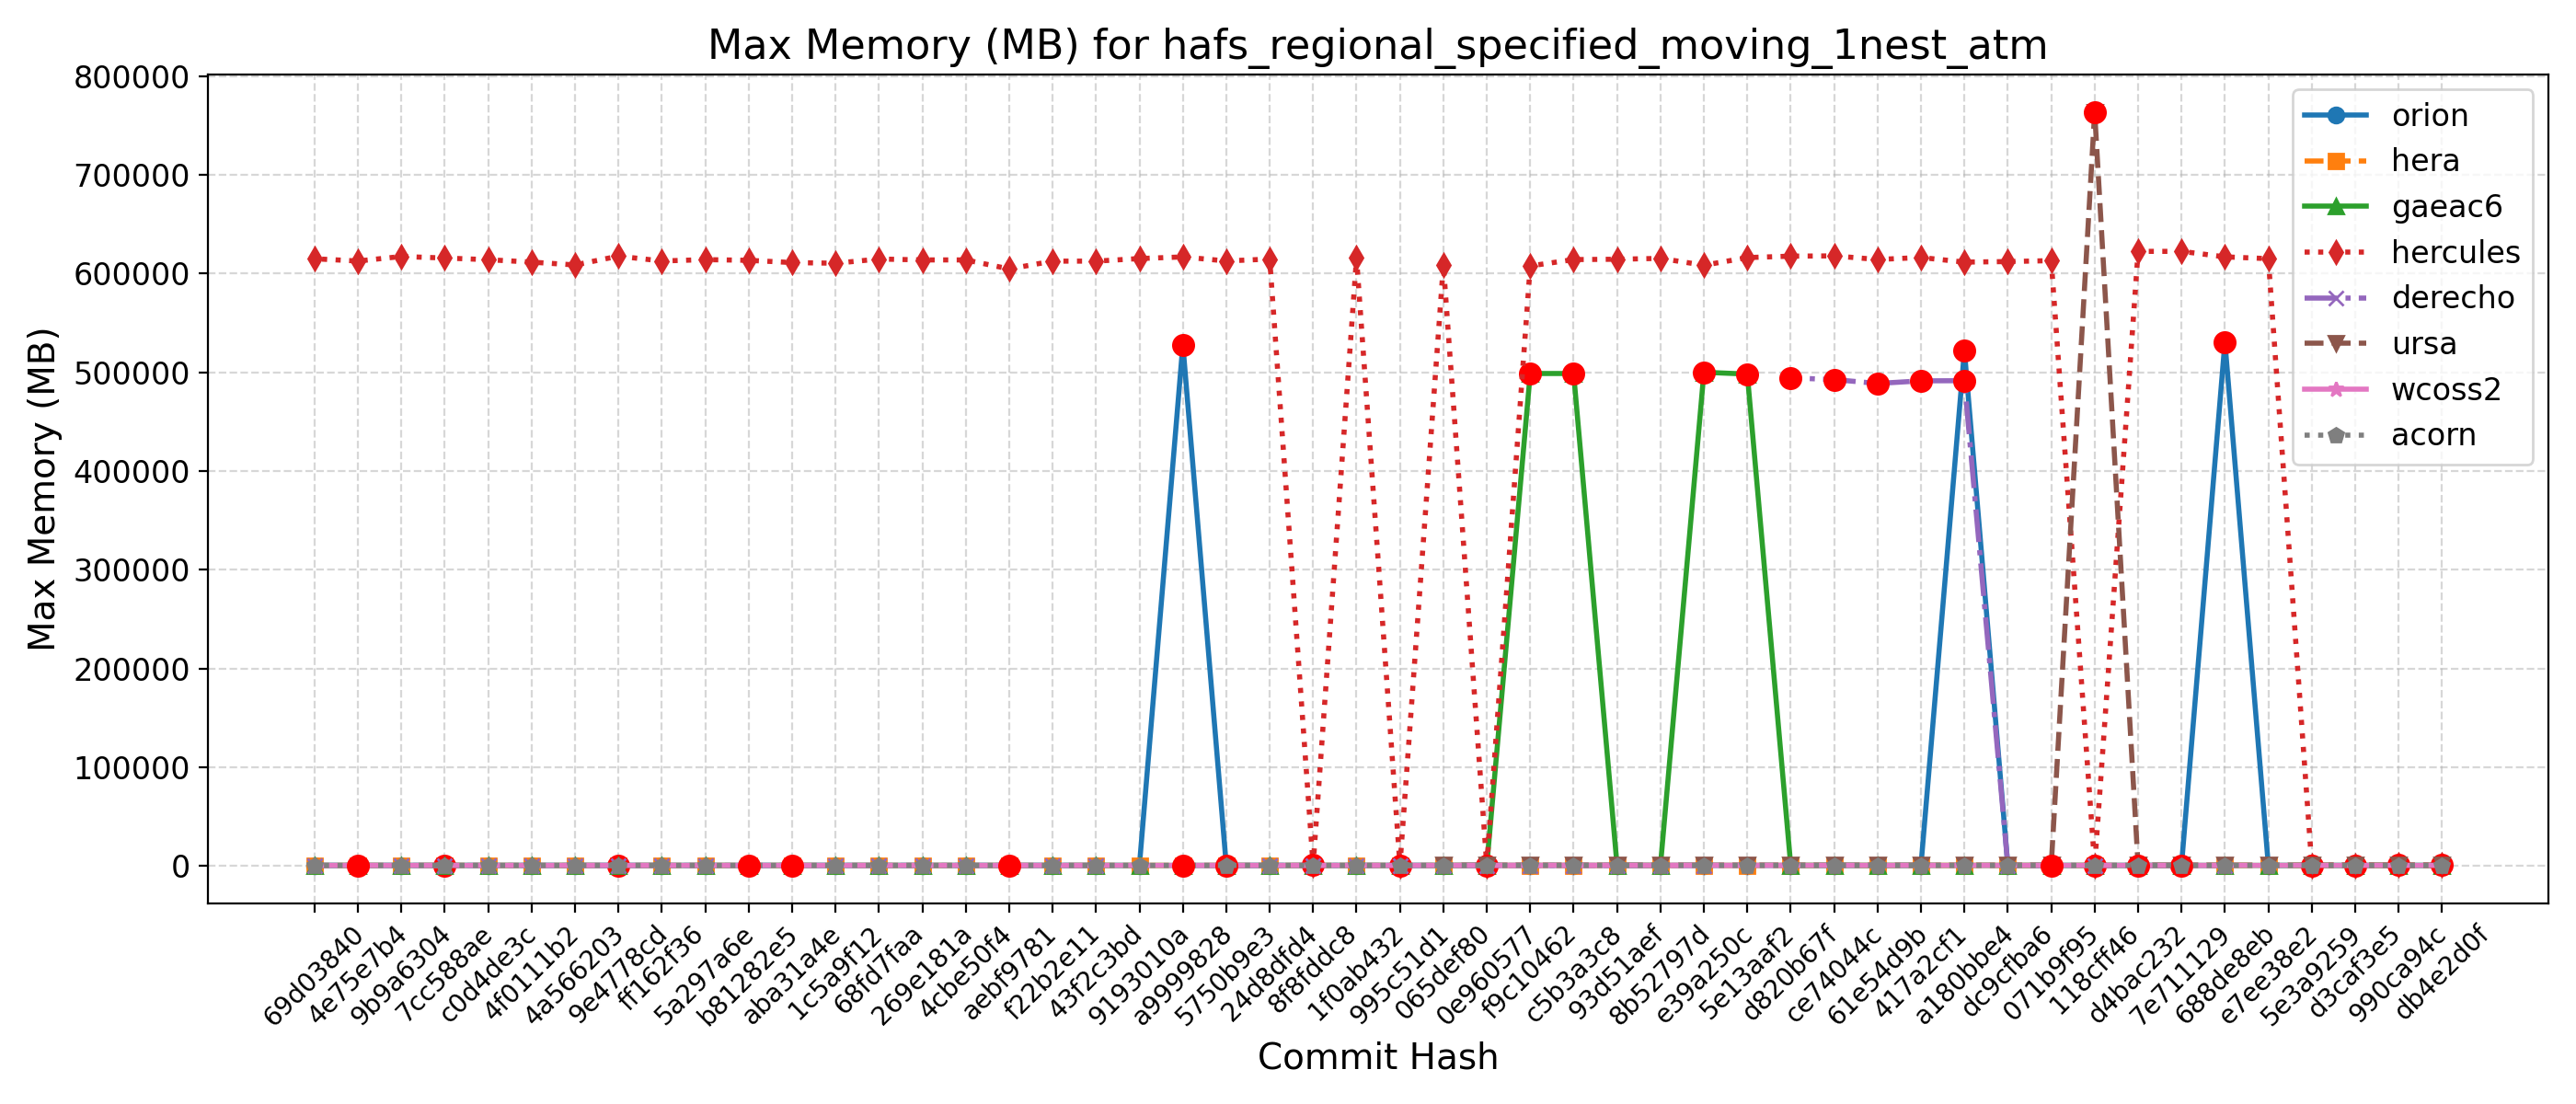 Max Memory (MB) for hafs_regional_specified_moving_1nest_atm
Max Memory (MB)
800000
700000
600000
500000
400000
300000
200000
100000
0
orion
hera
gaeac6
hercules
derecho
ursa
wcoss2
acorn
69d03840
4e75e7b4
9b9a6304
7cc588ae
c0d4de3c
4f0111b2
4a566203
9e4778cd
ff162f36
5a297a6e
b81282e5
aba31a4e
1c5a9f12
68fd7faa
269e181a
4cbe50f4
aebf9781
f22b2e11
43f2c3bd
9193010a
a9999828
5750b9e3
24d8dfd4
8f8fddc8
1f0ab432
995c51d1
065def80
0e960577
f9c10462
c5b3a3c8
93d51aef
8b52797d
e39a250c
5e13aaf2
d820b67f
ce74044c
61e54d9b
417a2cf1
a180bbe4
dc9cfba6
071b9f95
118cff46
d4bac232
7e711129
688de8eb
e7ee38e2
5e3a9259
d3caf3e5
990ca94c
db4e2d0f
Commit Hash